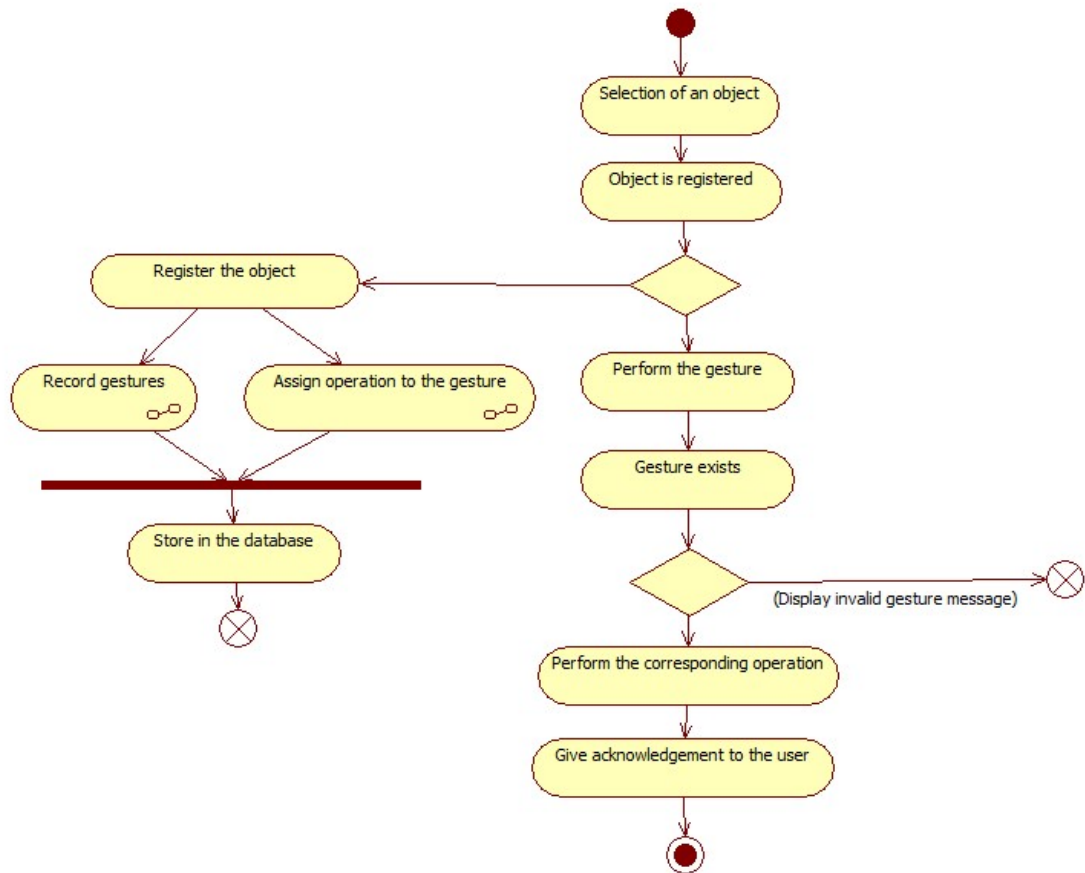 Selection of an object
Object is registered
Register the object
Record gestures
Assign operation to the gesture
Perform the gesture
Gesture exists
Store in the database
(Display invalid gesture message)
Perform the corresponding operation
Give acknowledgement to the user